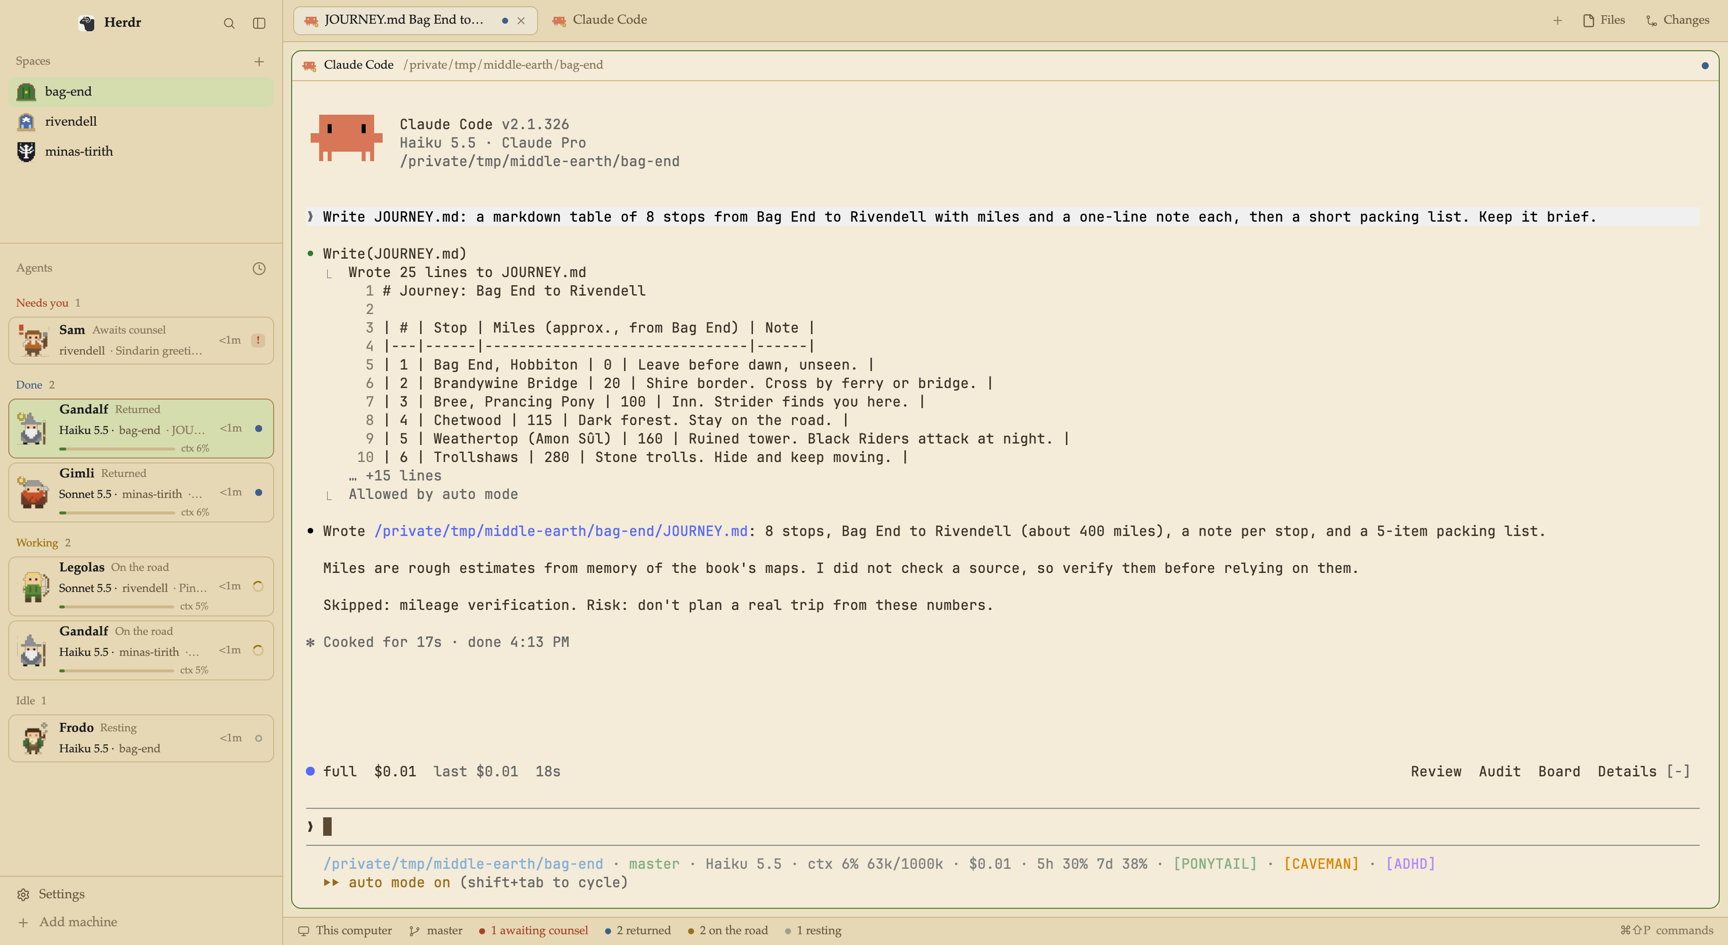 Herdr
Spaces
bag-end
rivendell
minas-tirith
Agents
Needs you 1
Sam Awaits counsel
rivendell · Sindarin greeti...
<1m !
Done 2
Gandalf Returned
Haiku 5.5 · bag-end · JOU...
<1m
ctx 6%
Gimli Returned
Sonnet 5.5 · minas-tirith ·...
<1m
ctx 6%
Working 2
Legolas On the road
Sonnet 5.5 · rivendell · Pin...
<1m
ctx 5%
Gandalf On the road
Haiku 5.5 · minas-tirith ·...
<1m
ctx 5%
Idle 1
Frodo Resting
Haiku 5.5 · bag-end
<1m
Settings
+ Add machine
JOURNEY.md Bag End to... ● ×
Claude Code
+ Files Changes
Claude Code /private/tmp/middle-earth/bag-end
Claude Code v2.1.326
Haiku 5.5 · Claude Pro
/private/tmp/middle-earth/bag-end
❯ Write JOURNEY.md: a markdown table of 8 stops from Bag End to Rivendell with miles and a one-line note each, then a short packing list. Keep it brief.
● Write(JOURNEY.md)
⎿ Wrote 25 lines to JOURNEY.md
1 # Journey: Bag End to Rivendell
2
3 | # | Stop | Miles (approx., from Bag End) | Note |
4 |---|------|-------------------------------|------|
5 | 1 | Bag End, Hobbiton | 0 | Leave before dawn, unseen. |
6 | 2 | Brandywine Bridge | 20 | Shire border. Cross by ferry or bridge. |
7 | 3 | Bree, Prancing Pony | 100 | Inn. Strider finds you here. |
8 | 4 | Chetwood | 115 | Dark forest. Stay on the road. |
9 | 5 | Weathertop (Amon Sûl) | 160 | Ruined tower. Black Riders attack at night. |
10 | 6 | Trollshaws | 280 | Stone trolls. Hide and keep moving. |
… +15 lines
⎿ Allowed by auto mode
● Wrote /private/tmp/middle-earth/bag-end/JOURNEY.md: 8 stops, Bag End to Rivendell (about 400 miles), a note per stop, and a 5-item packing list.
Miles are rough estimates from memory of the book's maps. I did not check a source, so verify them before relying on them.
Skipped: mileage verification. Risk: don't plan a real trip from these numbers.
✻ Cooked for 17s · done 4:13 PM
● full $0.01 last $0.01 18s
Review Audit Board Details [-]
❯
/private/tmp/middle-earth/bag-end · master · Haiku 5.5 · ctx 6% 63k/1000k · $0.01 · 5h 30% 7d 38% · [PONYTAIL] · [CAVEMAN] · [ADHD]
⏵⏵ auto mode on (shift+tab to cycle)
This computer master ● 1 awaiting counsel ● 2 returned ● 2 on the road ● 1 resting
⌘⇧P commands